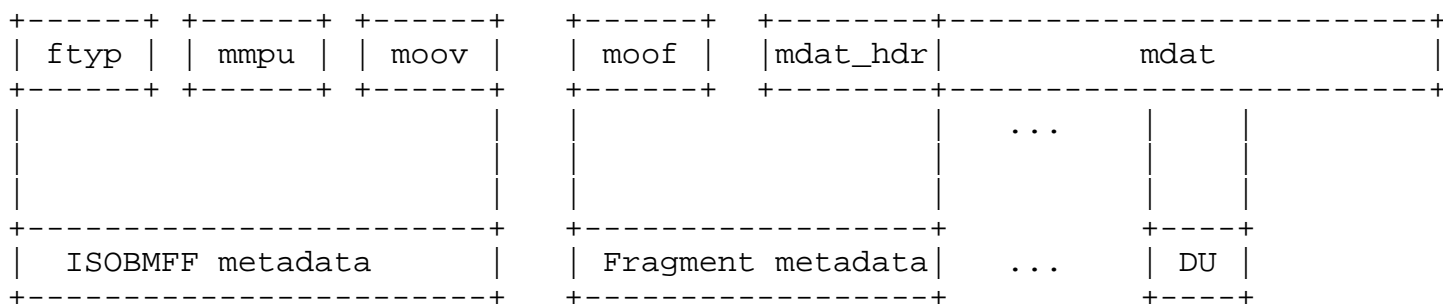 ftyp mmpu moov moof mdat_hdr mdat
...
ISOBMFF metadata Fragment metadata ... DU